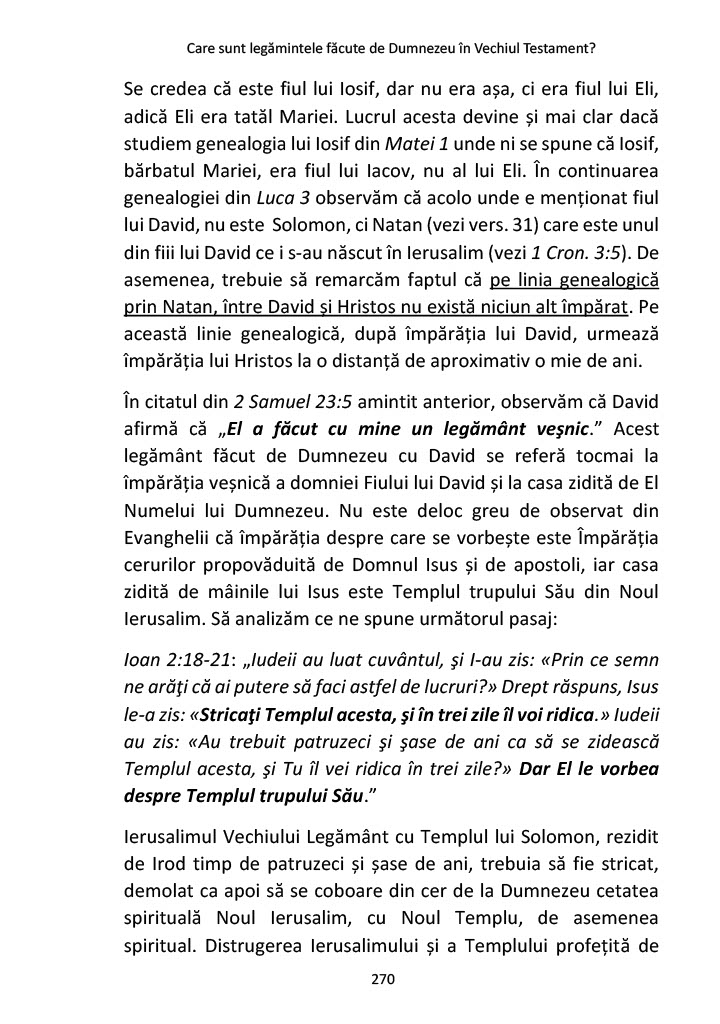 Care sunt legămintele făcute de Dumnezeu în Vechiul Testament?
Se credea că este fiul lui Iosif, dar nu era așa, ci era fiul lui Eli,
adică Eli era tatăl Mariei. Lucrul acesta devine și mai clar dacă
studiem genealogia lui Iosif din Matei 1 unde ni se spune că Iosif,
bărbatul Mariei, era fiul lui Iacov, nu al lui Eli. În continuarea
genealogiei din Luca 3 observăm că acolo unde e menționat fiul
lui David, nu este Solomon, ci Natan (vezi vers. 31) care este unul
din fiii lui David ce i s-au născut în Ierusalim (vezi 1 Cron. 3:5). De
asemenea, trebuie să remarcăm faptul că pe linia genealogică
prin Natan, între David şi Hristos nu există niciun alt împărat. Pe
această linie genealogică, după împărăția lui David, urmează
împărăția lui Hristos la o distanță de aproximativ o mie de ani.
În citatul din 2 Samuel 23:5 amintit anterior, observăm că David
afirmă că „El a făcut cu mine un legământ veşnic.” Acest
legământ făcut de Dumnezeu cu David se referă tocmai la
împărăția veșnică a domniei Fiului lui David și la casa zidită de El
Numelui lui Dumnezeu. Nu este deloc greu de observat din
Evanghelii că împărăția despre care se vorbește este Împărăția
cerurilor propovăduită de Domnul Isus și de apostoli, iar casa
zidită de mâinile lui Isus este Templul trupului Său din Noul
Ierusalim. Să analizăm ce ne spune următorul pasaj:
Ioan 2:18-21: „Iudeii au luat cuvântul, şi I-au zis: «Prin ce semn
ne arăţi că ai putere să faci astfel de lucruri?» Drept răspuns, Isus
le-a zis: «Stricaţi Templul acesta, şi în trei zile îl voi ridica.» Iudeii
au zis: «Au trebuit patruzeci şi şase de ani ca să se zidească
Templul acesta, şi Tu îl vei ridica în trei zile?» Dar El le vorbea
despre Templul trupului Său.”
Ierusalimul Vechiului Legământ cu Templul lui Solomon, rezidit
de Irod timp de patruzeci și șase de ani, trebuia să fie stricat,
demolat ca apoi să se coboare din cer de la Dumnezeu cetatea
spirituală Noul Ierusalim, cu Noul Templu, de asemenea
spiritual. Distrugerea Ierusalimului și a Templului profețită de
270